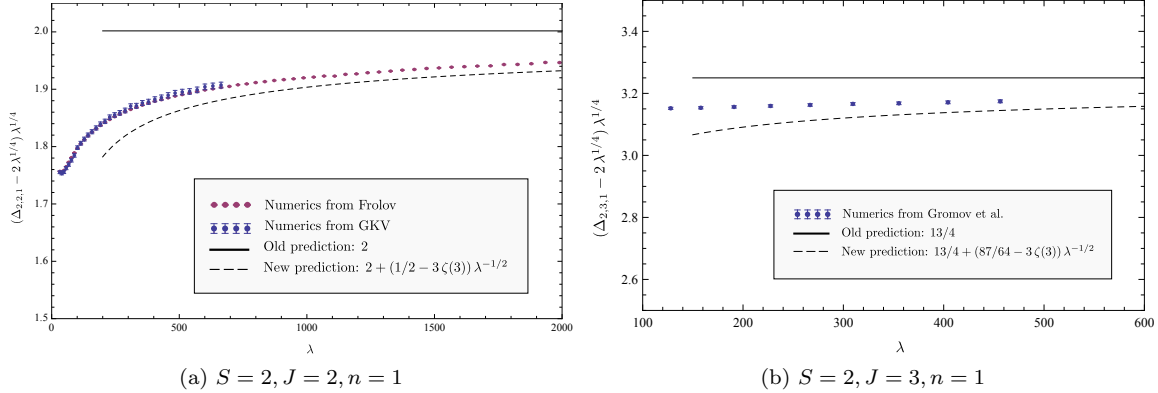 (Δ₂,₂,₁ − 2 λ^{1/4}) λ^{1/4}
2.0
1.9
1.8
1.7
1.6
1.5
Numerics from Frolov
Numerics from GKV
Old prediction: 2
New prediction: 2 + (1/2 − 3 ζ(3)) λ^{−1/2}
0 500 1000 1500 2000
λ
(a) S = 2, J = 2, n = 1
(Δ₂,₃,₁ − 2 λ^{1/4}) λ^{1/4}
3.4
3.2
3.0
2.8
2.6
Numerics from Gromov et al.
Old prediction: 13/4
New prediction: 13/4 + (87/64 − 3 ζ(3)) λ^{−1/2}
100 200 300 400 500 600
λ
(b) S = 2, J = 3, n = 1